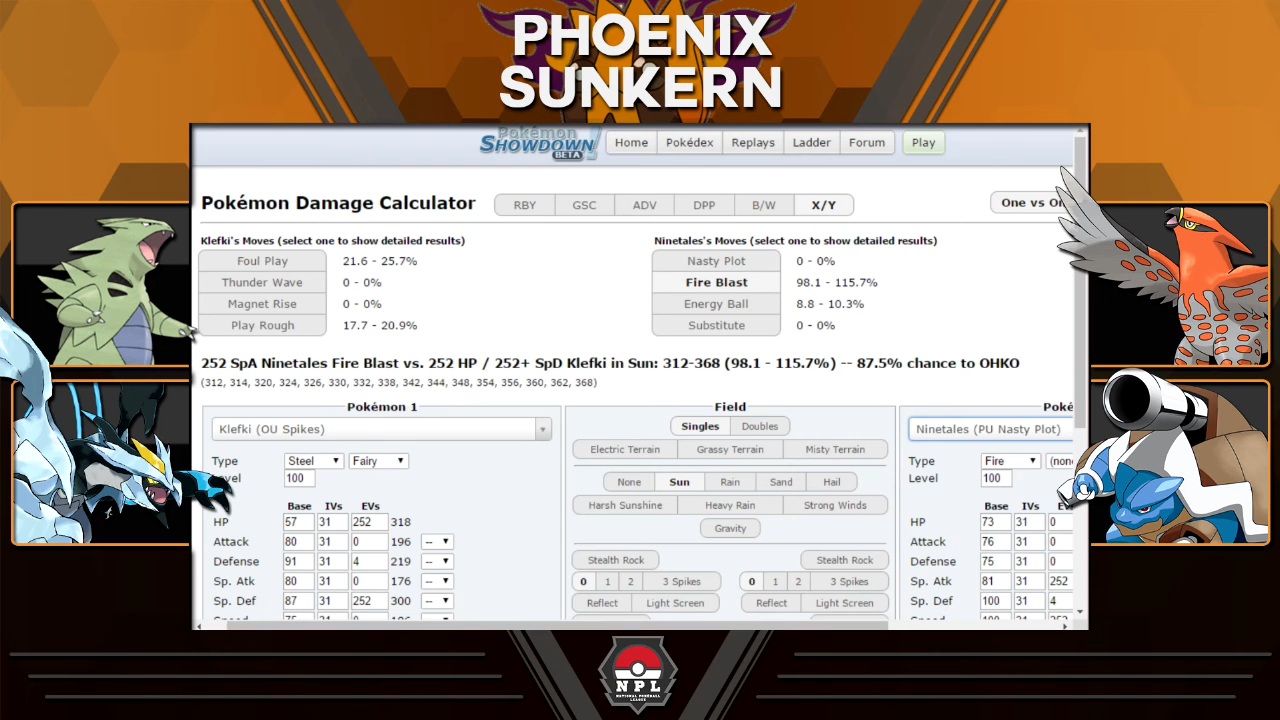 PHOENIX
SUNKERN
Pokémon
SHOWDOWN!
BETA
Home Pokédex Replays Ladder Forum Play
Pokémon Damage Calculator RBY GSC ADV DPP B/W X/Y One vs On
Klefki's Moves (select one to show detailed results) Ninetales's Moves (select one to show detailed results)
Foul Play 21.6 - 25.7% Nasty Plot 0 - 0%
Thunder Wave 0 - 0% Fire Blast 98.1 - 115.7%
Magnet Rise 0 - 0% Energy Ball 8.8 - 10.3%
Play Rough 17.7 - 20.9% Substitute 0 - 0%
252 SpA Ninetales Fire Blast vs. 252 HP / 252+ SpD Klefki in Sun: 312-368 (98.1 - 115.7%) -- 87.5% chance to OHKO
(312, 314, 320, 324, 326, 330, 332, 338, 342, 344, 348, 354, 356, 360, 362, 368)
Pokémon 1 Field Poké
Klefki (OU Spikes) Singles Doubles Ninetales (PU Nasty Plot)
Electric Terrain Grassy Terrain Misty Terrain
Type Steel Fairy Type Fire (none
evel 100 None Sun Rain Sand Hail Level 100
Base IVs EVs Harsh Sunshine Heavy Rain Strong Winds Base IVs EV
HP 57 31 252 318 HP 73 31 0
Gravity
Attack 80 31 0 196 -- Attack 76 31 0
Defense 91 31 4 219 -- Stealth Rock Stealth Rock Defense 75 31 0
Sp. Atk 80 31 0 176 -- 0 1 2 3 Spikes 0 1 2 3 Spikes Sp. Atk 81 31 252
Sp. Def 87 31 252 300 -- Reflect Light Screen Reflect Light Screen Sp. Def 100 31 4
NPL
NATIONAL POKÉBALL
LEAGUE